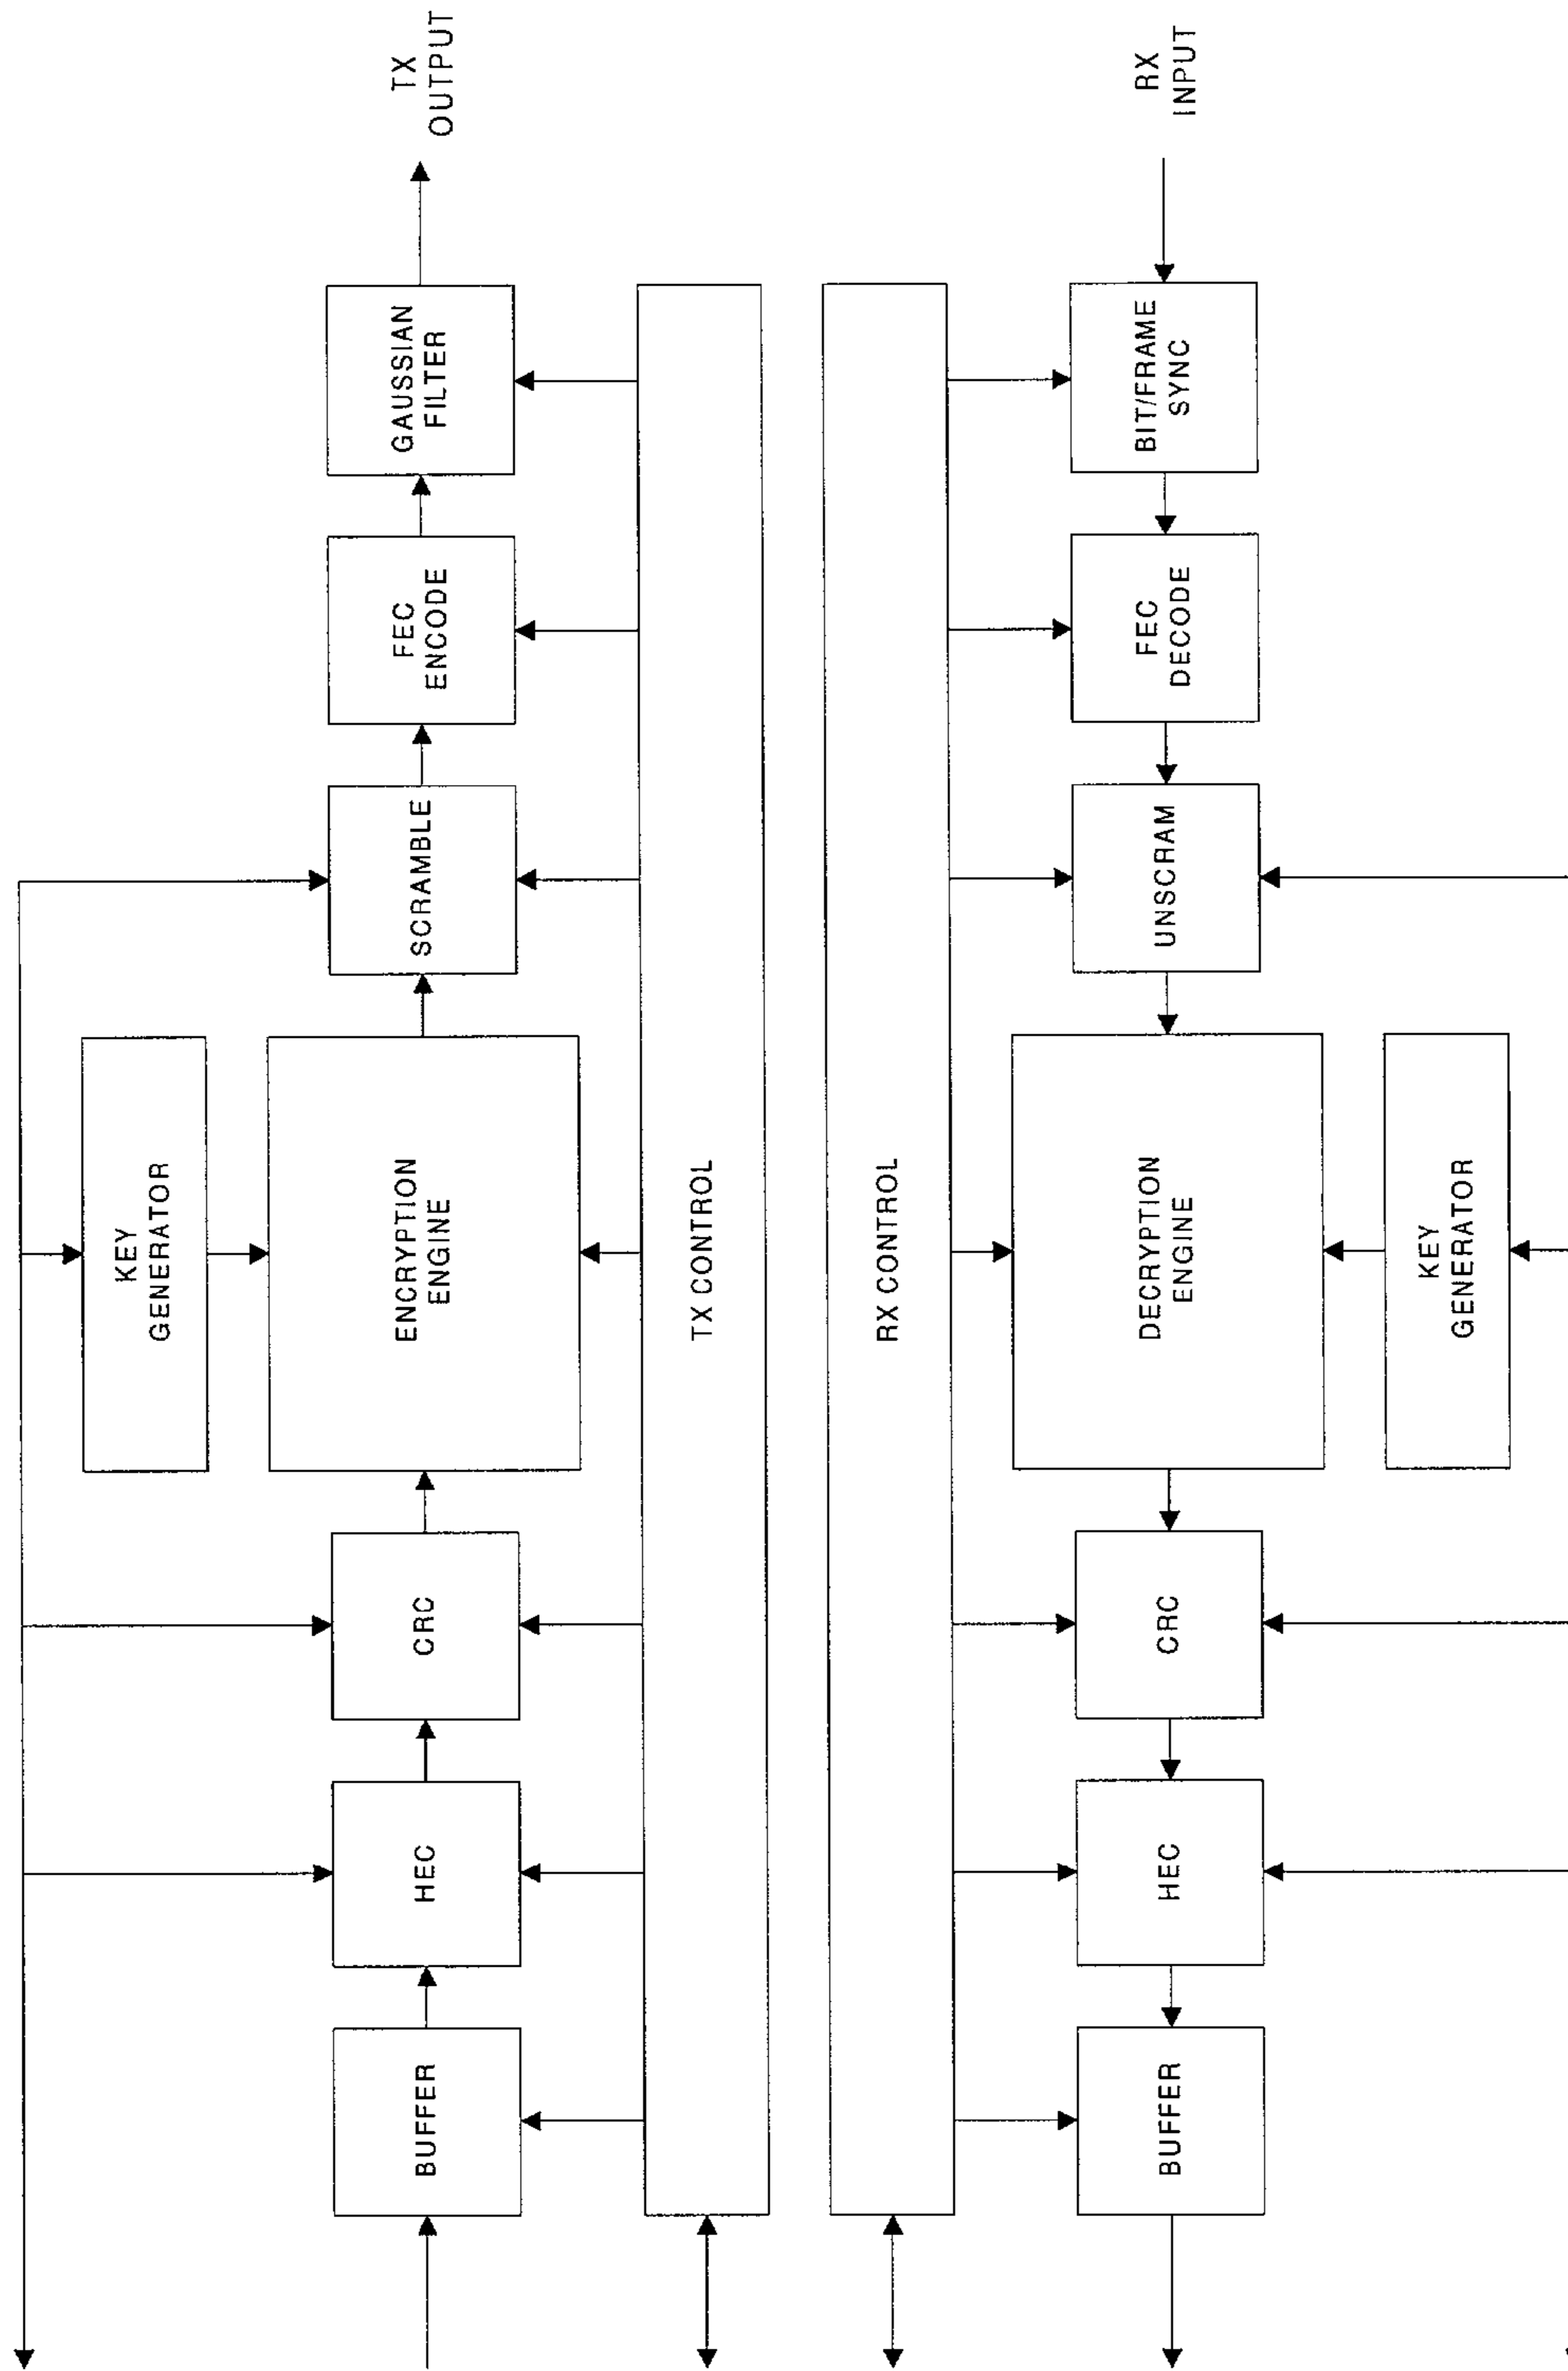 KEY
GENERATOR
BUFFER
HEC
CRC
ENCRYPTION
ENGINE
SCRAMBLE
FEC
ENCODE
GAUSSIAN
FILTER
TX
OUTPUT
TX CONTROL
RX CONTROL
BUFFER
HEC
CRC
DECRYPTION
ENGINE
UNSCRAM
FEC
DECODE
BIT/FRAME
SYNC
RX
INPUT
KEY
GENERATOR